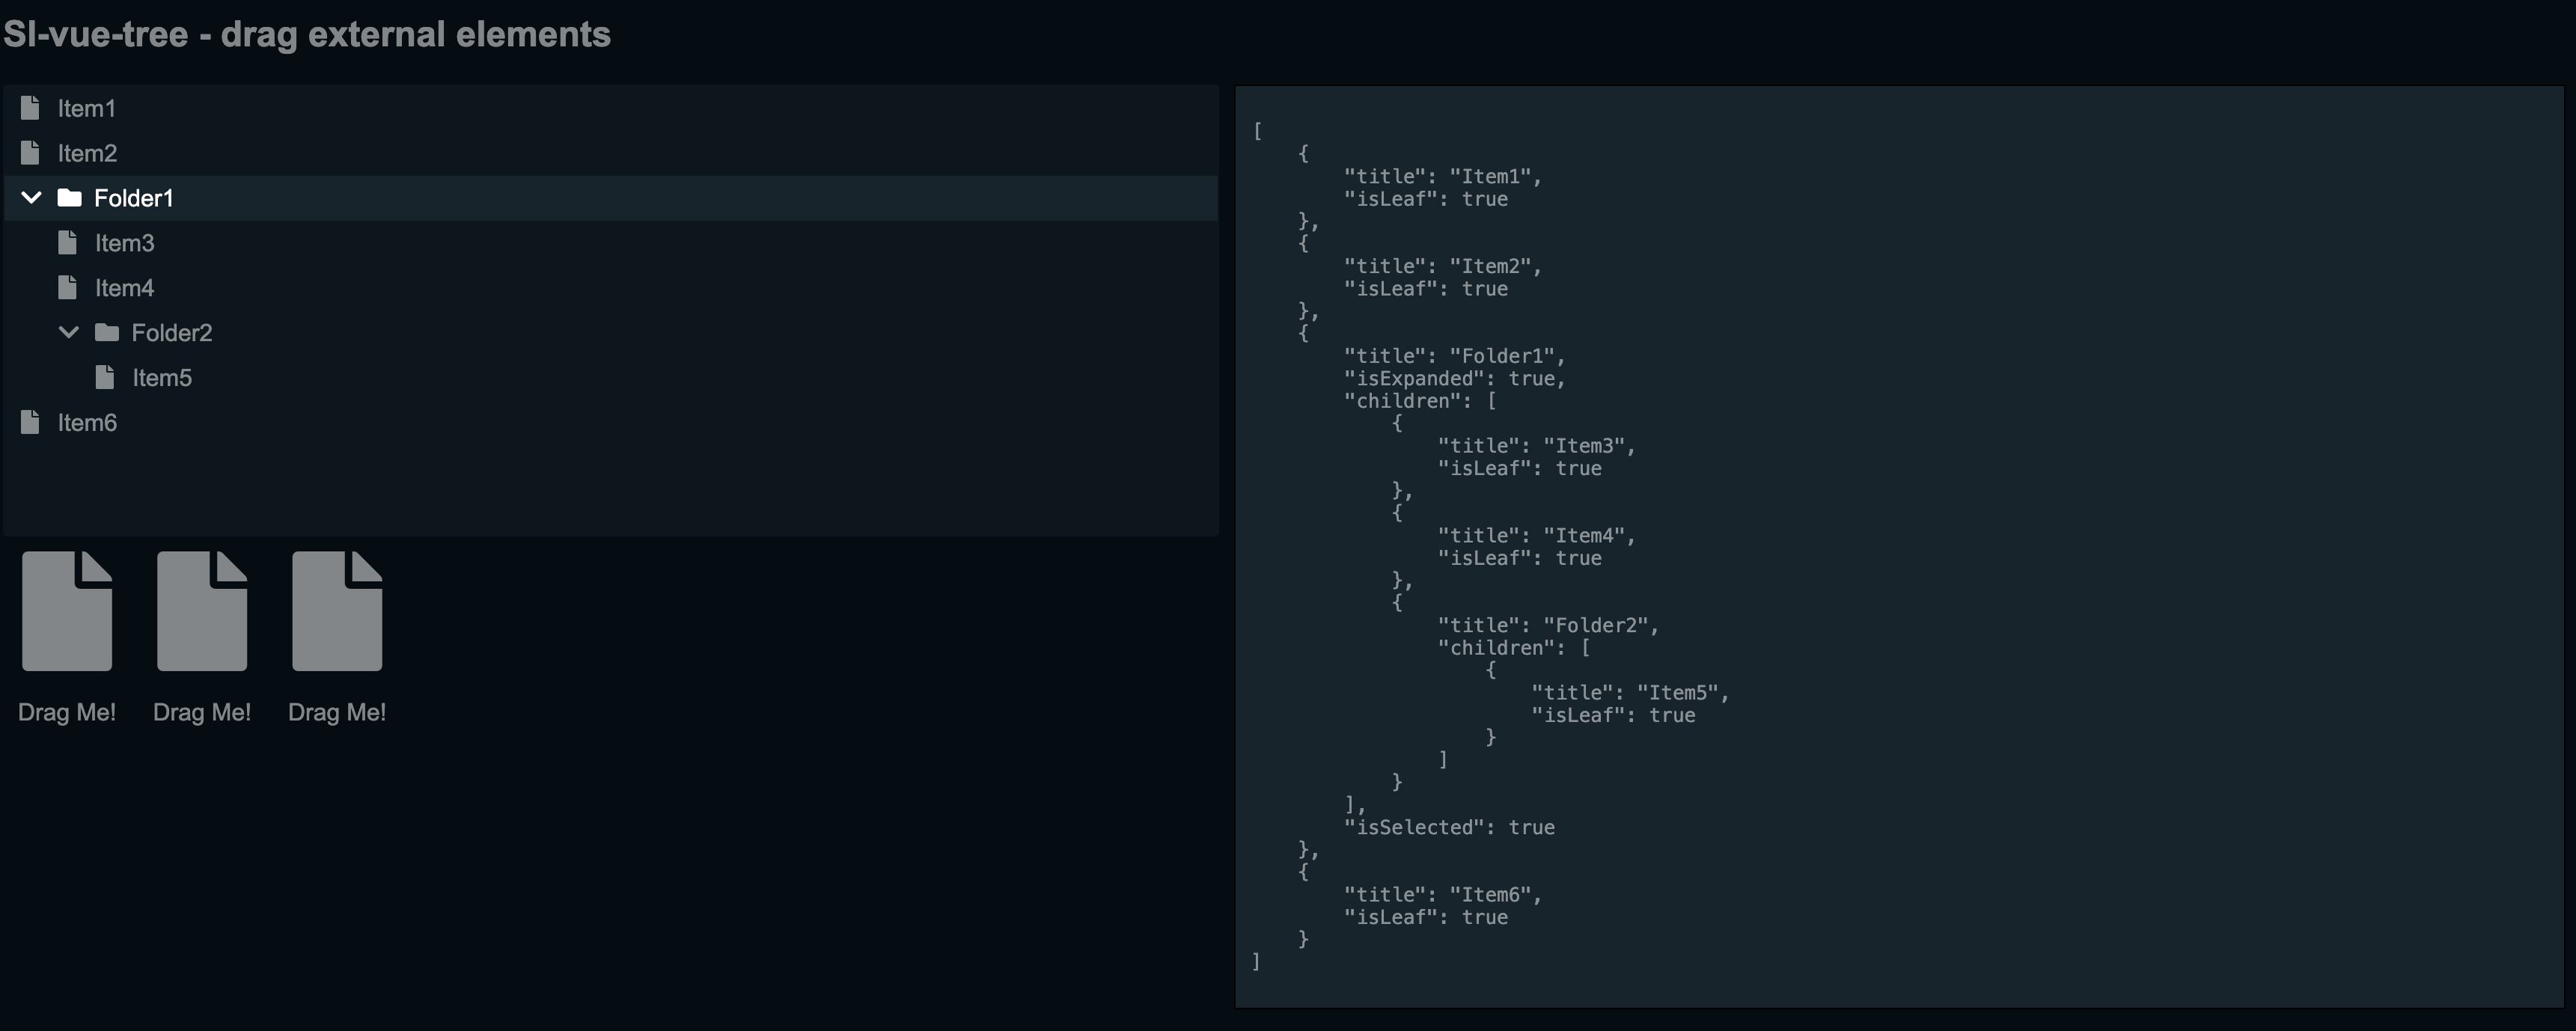 Sl-vue-tree - drag external elements
Item1
Item2
Folder1
Item3
Item4
Folder2
Item5
Item6
Drag Me! Drag Me! Drag Me!
[
    {
        "title": "Item1",
        "isLeaf": true
    },
    {
        "title": "Item2",
        "isLeaf": true
    },
    {
        "title": "Folder1",
        "isExpanded": true,
        "children": [
            {
                "title": "Item3",
                "isLeaf": true
            },
            {
                "title": "Item4",
                "isLeaf": true
            },
            {
                "title": "Folder2",
                "children": [
                    {
                        "title": "Item5",
                        "isLeaf": true
                    }
                ]
            }
        ],
        "isSelected": true
    },
    {
        "title": "Item6",
        "isLeaf": true
    }
]